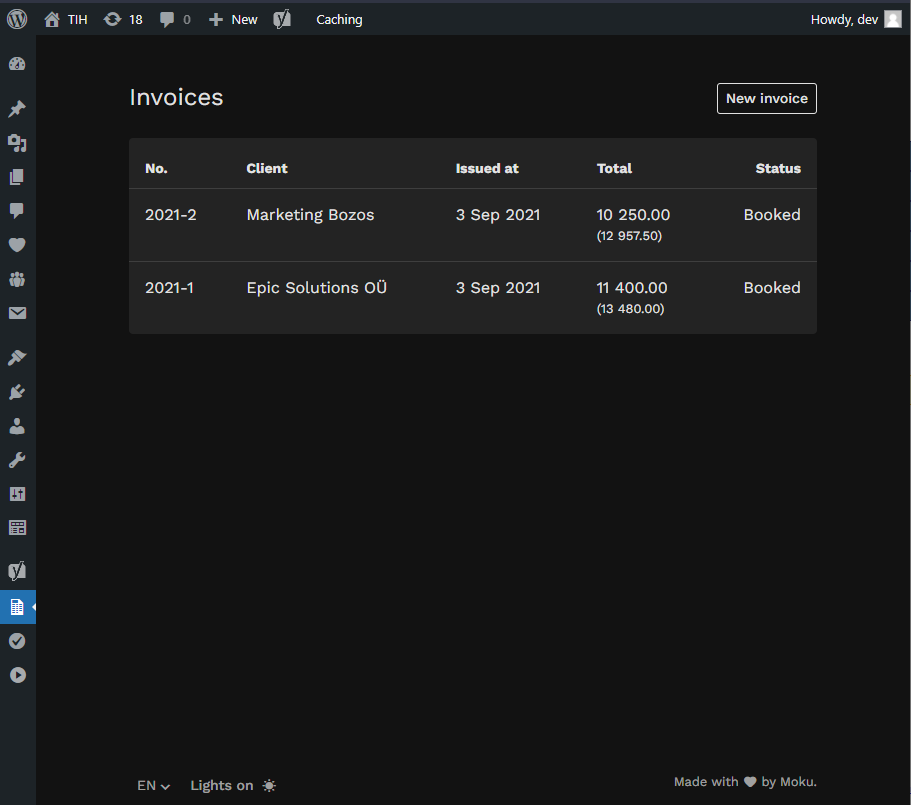 TIH 18 0 New Caching Howdy, dev
Invoices New invoice
No. Client Issued at Total Status
2021-2 Marketing Bozos 3 Sep 2021 10 250.00 Booked
(12 957.50)
2021-1 Epic Solutions OÜ 3 Sep 2021 11 400.00 Booked
(13 480.00)
EN Lights on Made with by Moku.